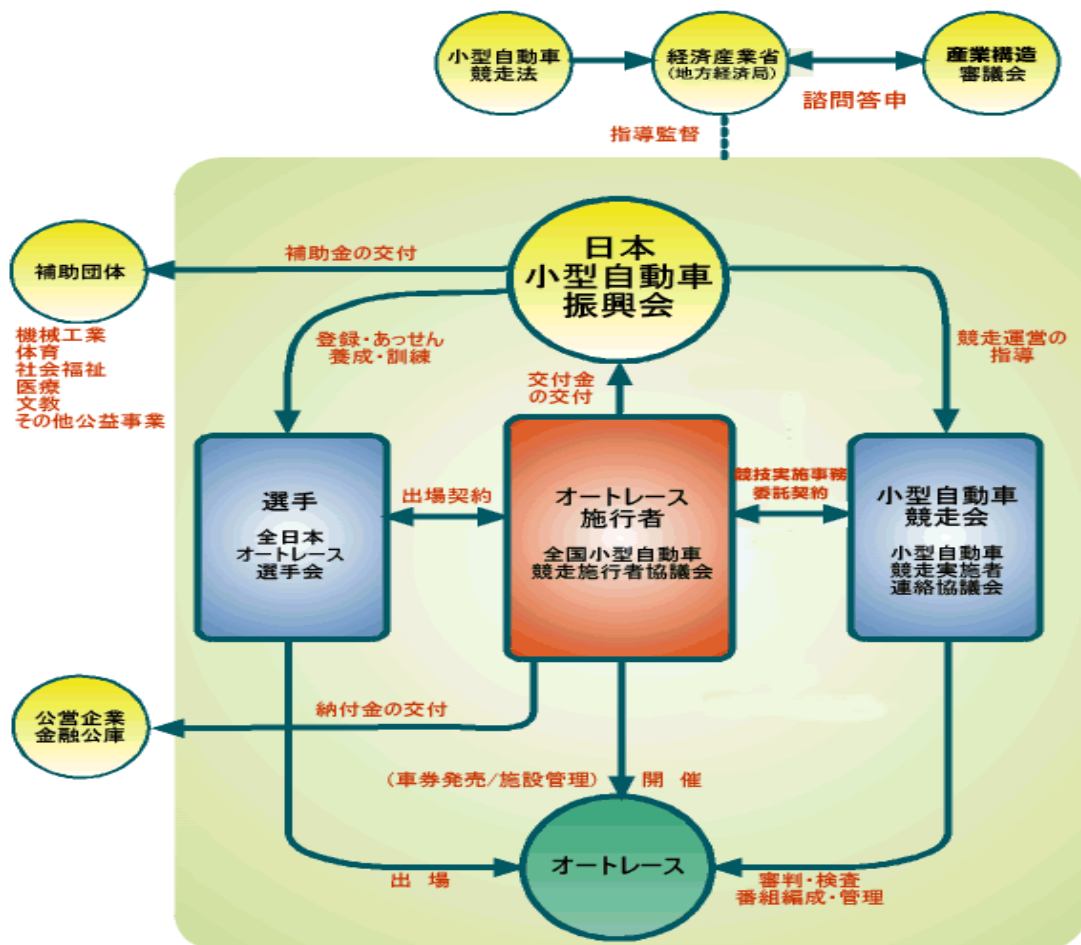 小型自動車
競走法
経済産業省
(地方経済局)
産業構造
審議会
諮問答申
指導監督
日本
小型自動車
振興会
補助金の交付
補助団体
機械工業
体育
社会福祉
医療
文教
その他公益事業
登録・あっせん
養成・訓練
競走運営の
指導
交付金
の交付
選手
全日本
オートレース
選手会
出場契約
オートレース
施行者
全国小型自動車
競走施行者協議会
競技実施事務
委託契約
小型自動車
競走会
小型自動車
競走実施者
連絡協議会
公営企業
金融公庫
納付金の交付
(車券発売/施設管理)
開 催
オートレース
出 場
審判・検査
番組編成・管理